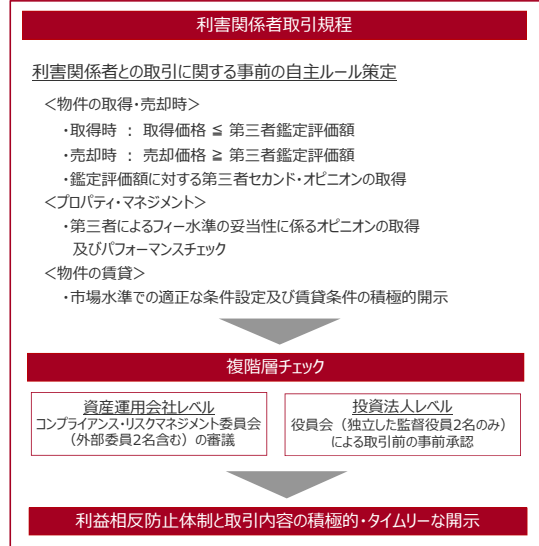 利害関係者取引規程
利害関係者との取引に関する事前の自主ルール策定
＜物件の取得・売却時＞
・取得時 ： 取得価格 ≦ 第三者鑑定評価額
・売却時 ： 売却価格 ≧ 第三者鑑定評価額
・鑑定評価額に対する第三者セカンド・オピニオンの取得
＜プロパティ・マネジメント＞
・第三者によるフィー水準の妥当性に係るオピニオンの取得
及びパフォーマンスチェック
＜物件の賃貸＞
・市場水準での適正な条件設定及び賃貸条件の積極的開示
複階層チェック
資産運用会社レベル
コンプライアンス・リスクマネジメント委員会
（外部委員2名含む）の審議
投資法人レベル
役員会（独立した監督役員2名のみ）
による取引前の事前承認
利益相反防止体制と取引内容の積極的・タイムリーな開示